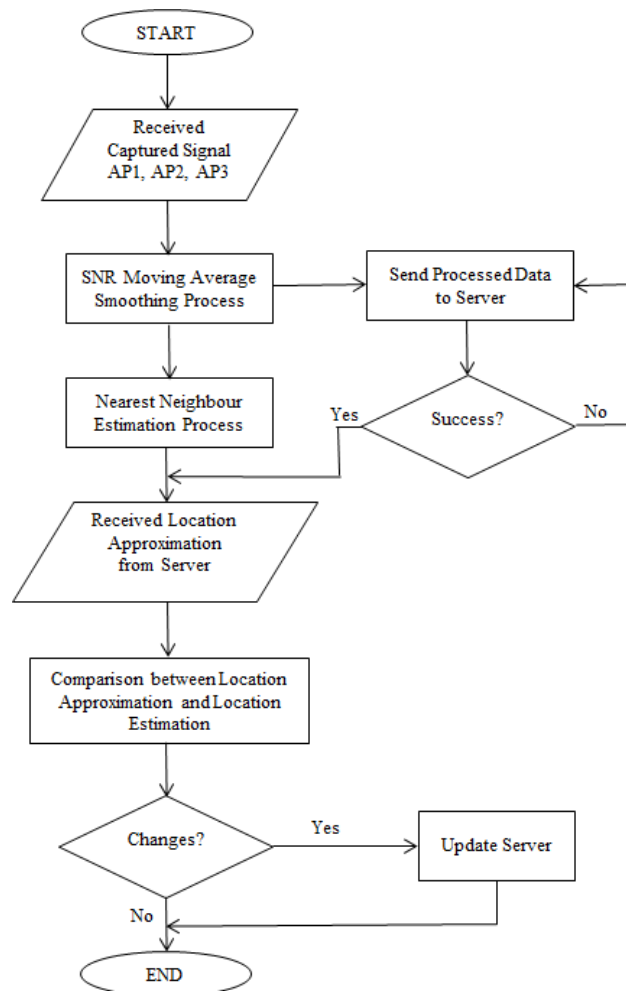 START
Received
Captured Signal
AP1, AP2, AP3
SNR Moving Average
Smoothing Process
Send Processed Data
to Server
Nearest Neighbour
Estimation Process
Yes
Success?
No
Received Location
Approximation
from Server
Comparison between Location
Approximation and Location
Estimation
Changes?
Yes
Update Server
No
END